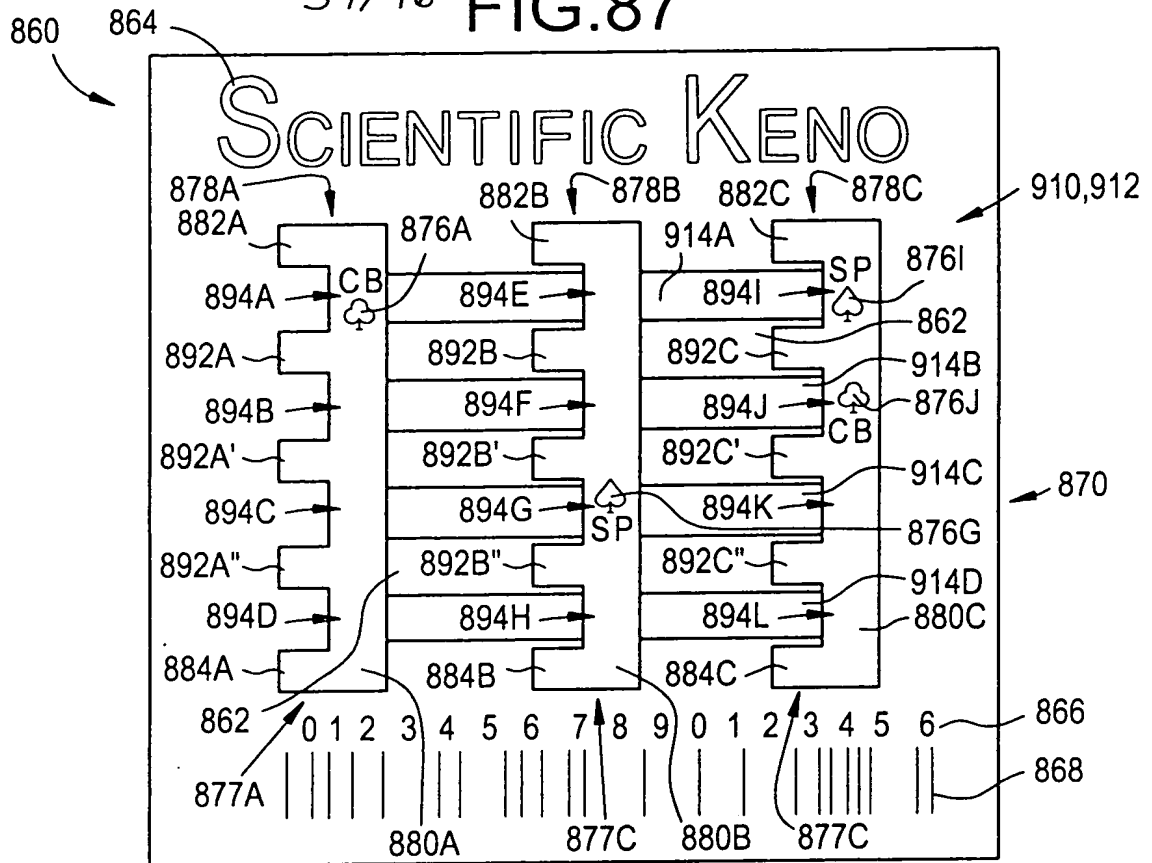 FIG.87
860 864
SCIENTIFIC KENO
878A 882B 878B 882C 878C 910,912
882A 876A 914A 876I
CB SP
894A 894E 894I 862
892A 892B 892C 914B
894B 894F 894J 876J
CB
892A' 892B' 892C' 914C
870
894C 894G 894K
SP 876G
892A" 892B" 892C" 914D
894D 894H 894L 880C
884A 884B 884C
862 0 1 2 3 4 5 6 7 8 9 0 1 2 3 4 5 6 866
877A 868
880A 877C 880B 877C